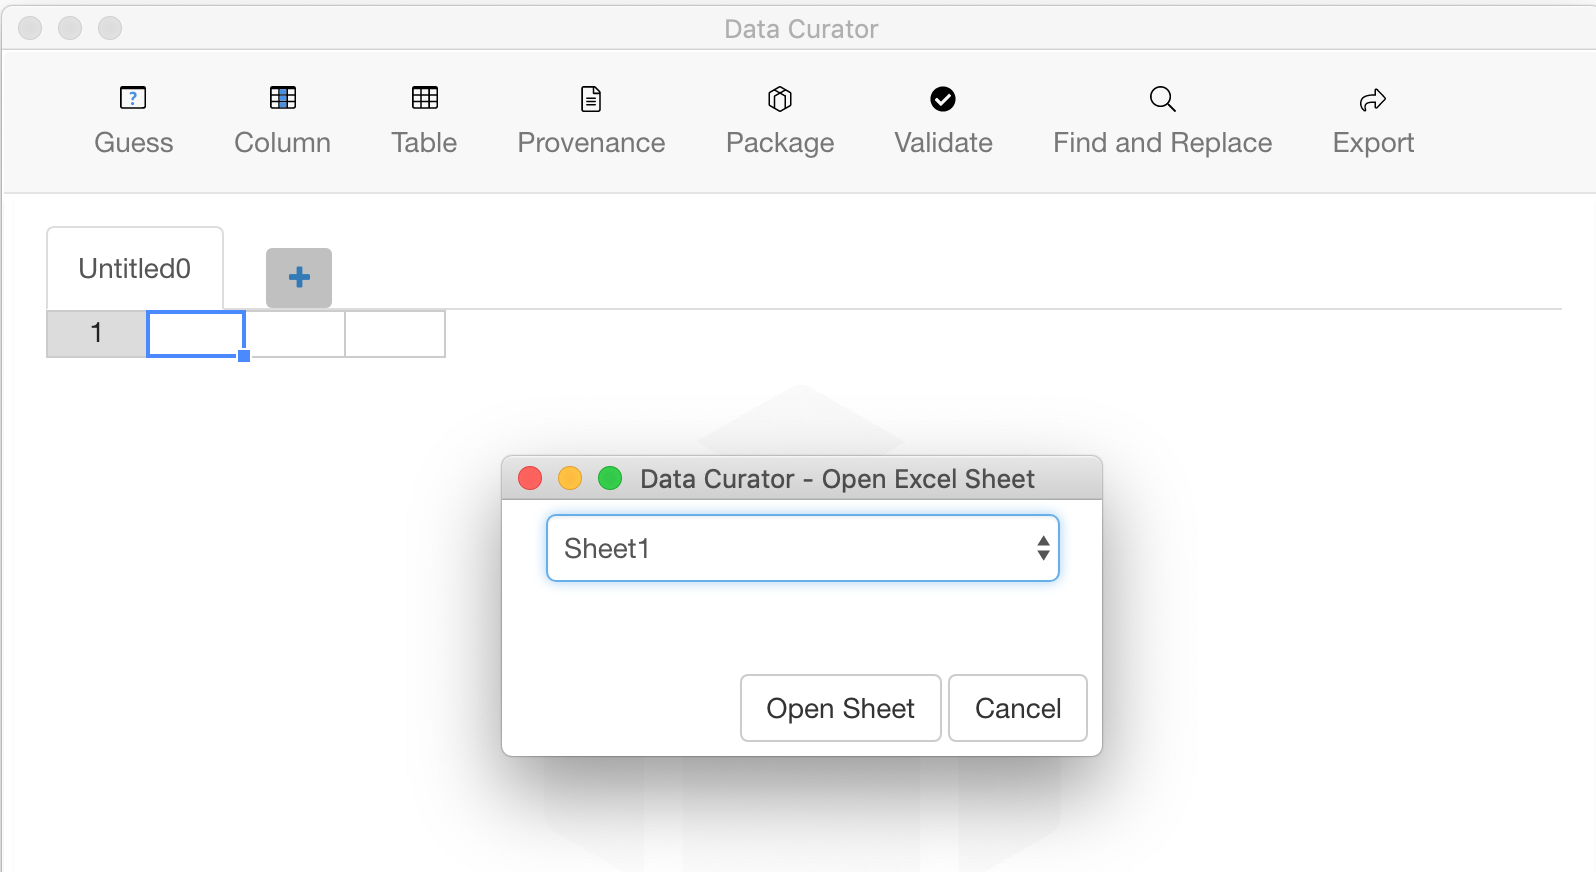 Data Curator
?
Guess Column Table Provenance Package Validate Find and Replace Export
Untitled0 +
1
Data Curator - Open Excel Sheet
Sheet1
Open Sheet Cancel